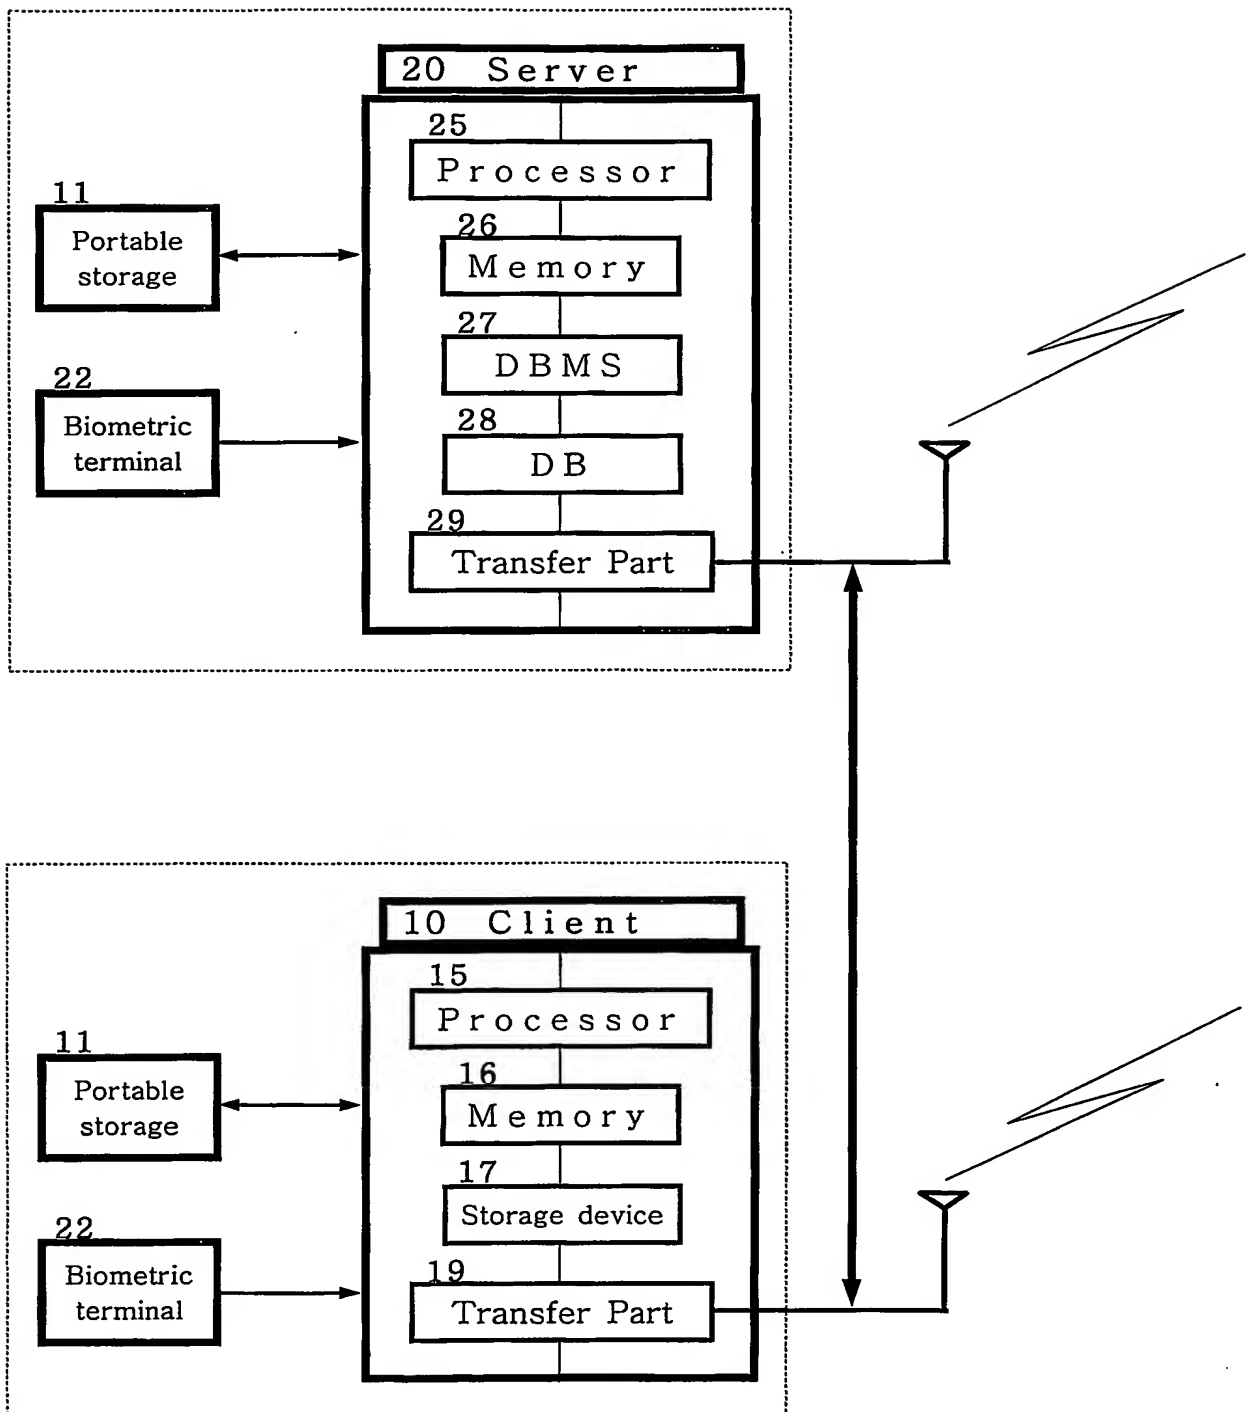 20 Server
25
Processor
11
Portable
storage
26
Memory
27
DBMS
22
Biometric
terminal
28
DB
29
Transfer Part
10 Client
15
Processor
11
Portable
storage
16
Memory
17
Storage device
22
Biometric
terminal
19
Transfer Part